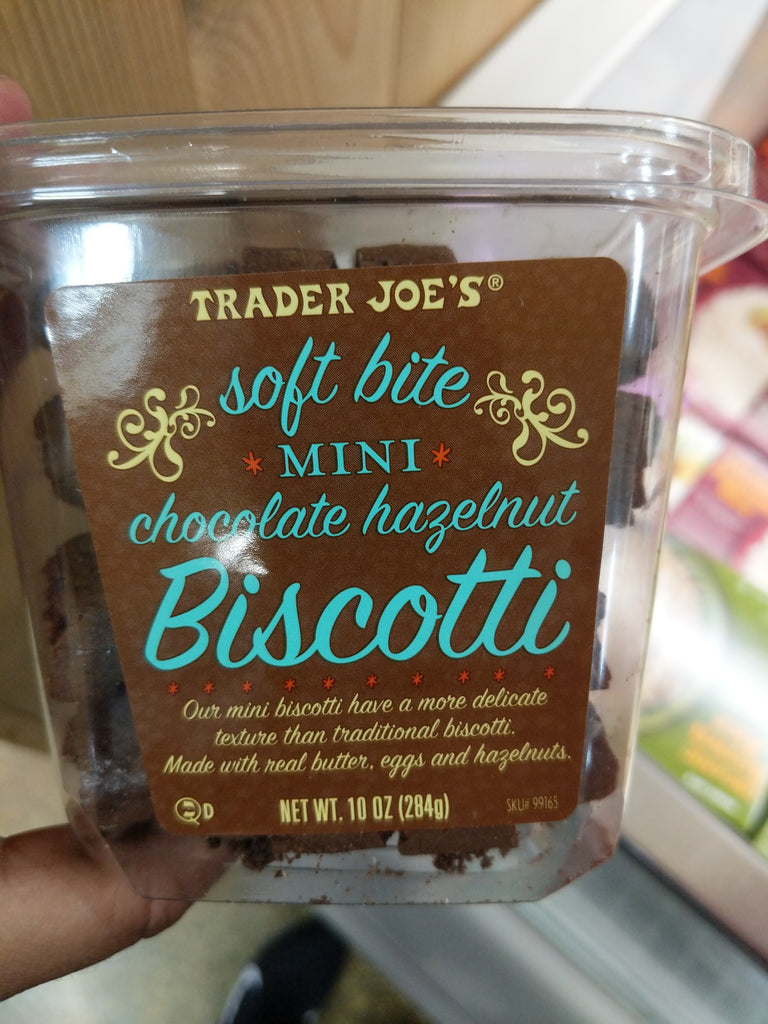 TRADER JOE'S®
soft bite
MINI
chocolate hazelnut
Biscotti
Our mini biscotti have a more delicate
texture than traditional biscotti.
Made with real butter, eggs and hazelnuts.
D NET WT. 10 OZ (284g) SKU# 99165